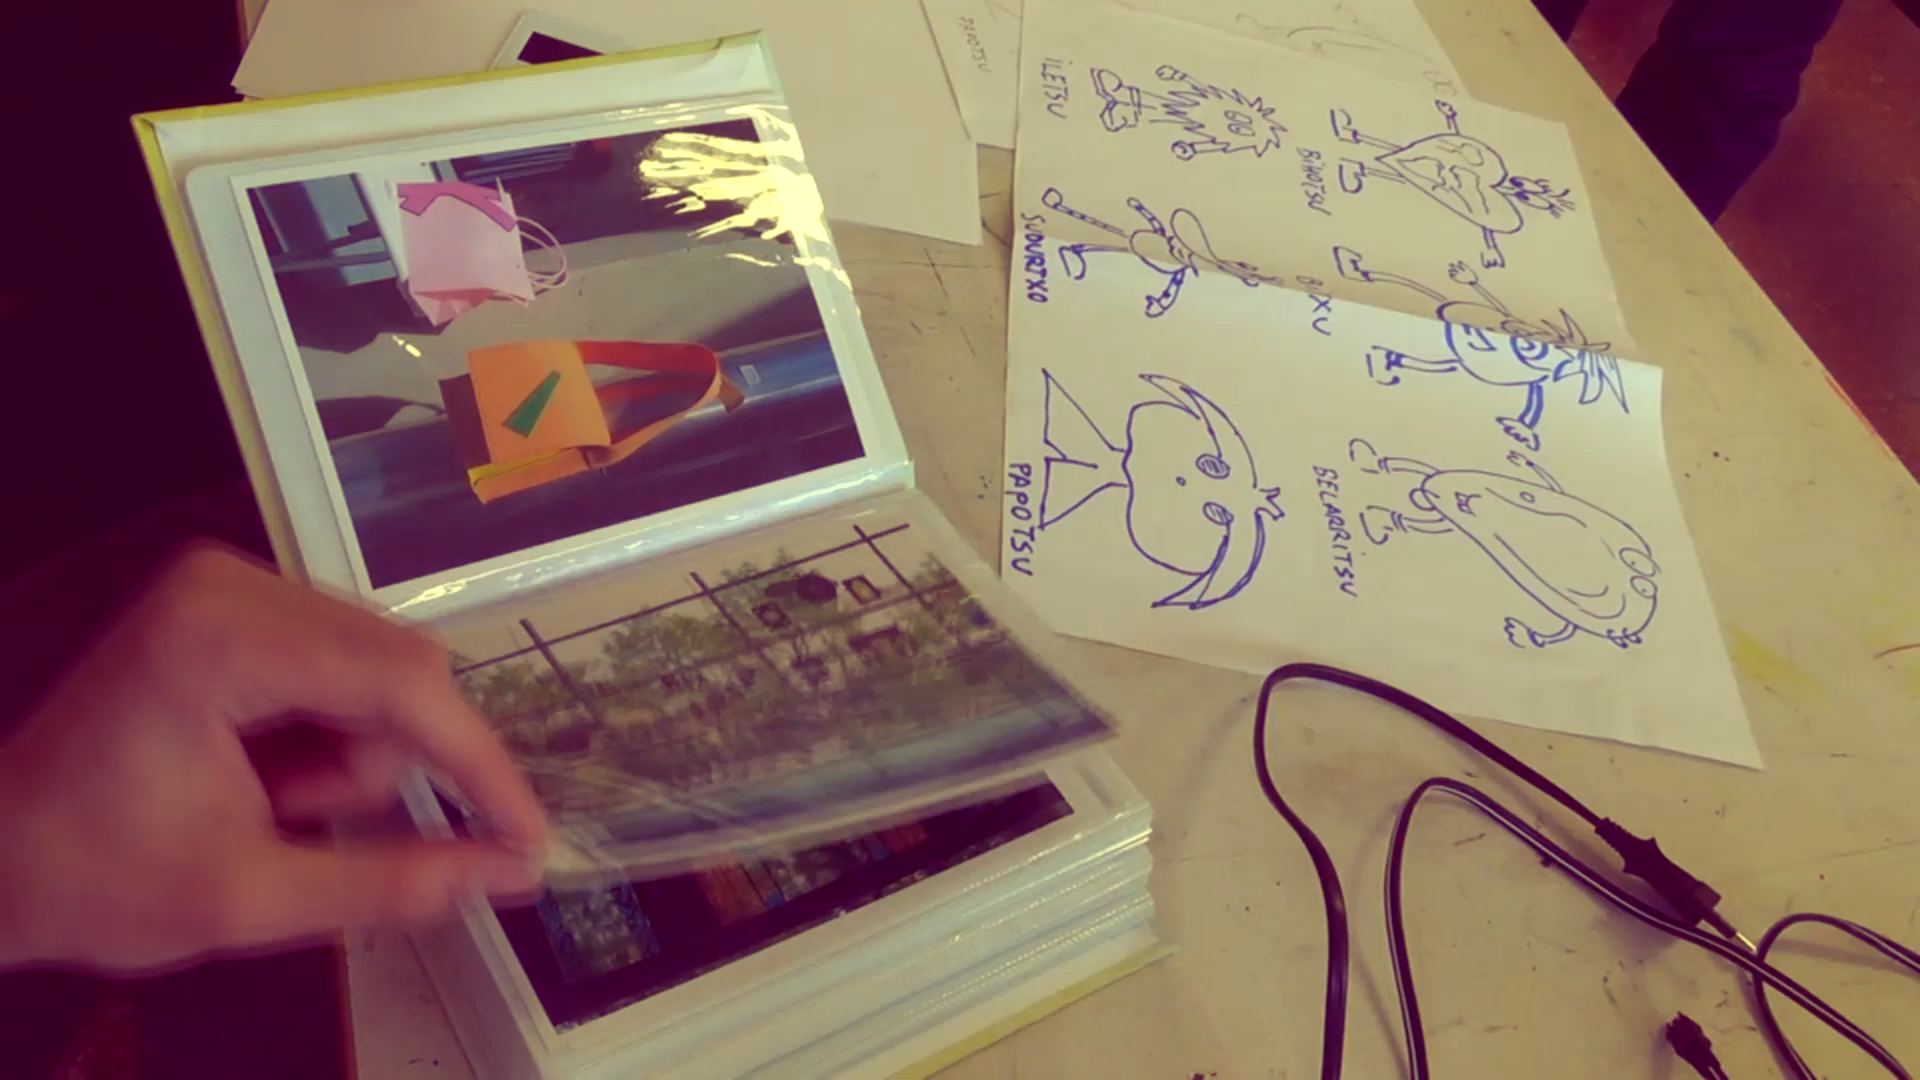 ILETSU
BIHOTSU
SUDURTXO
BIXU
PAPOTSU
BELARRITSU
PAPOTSU